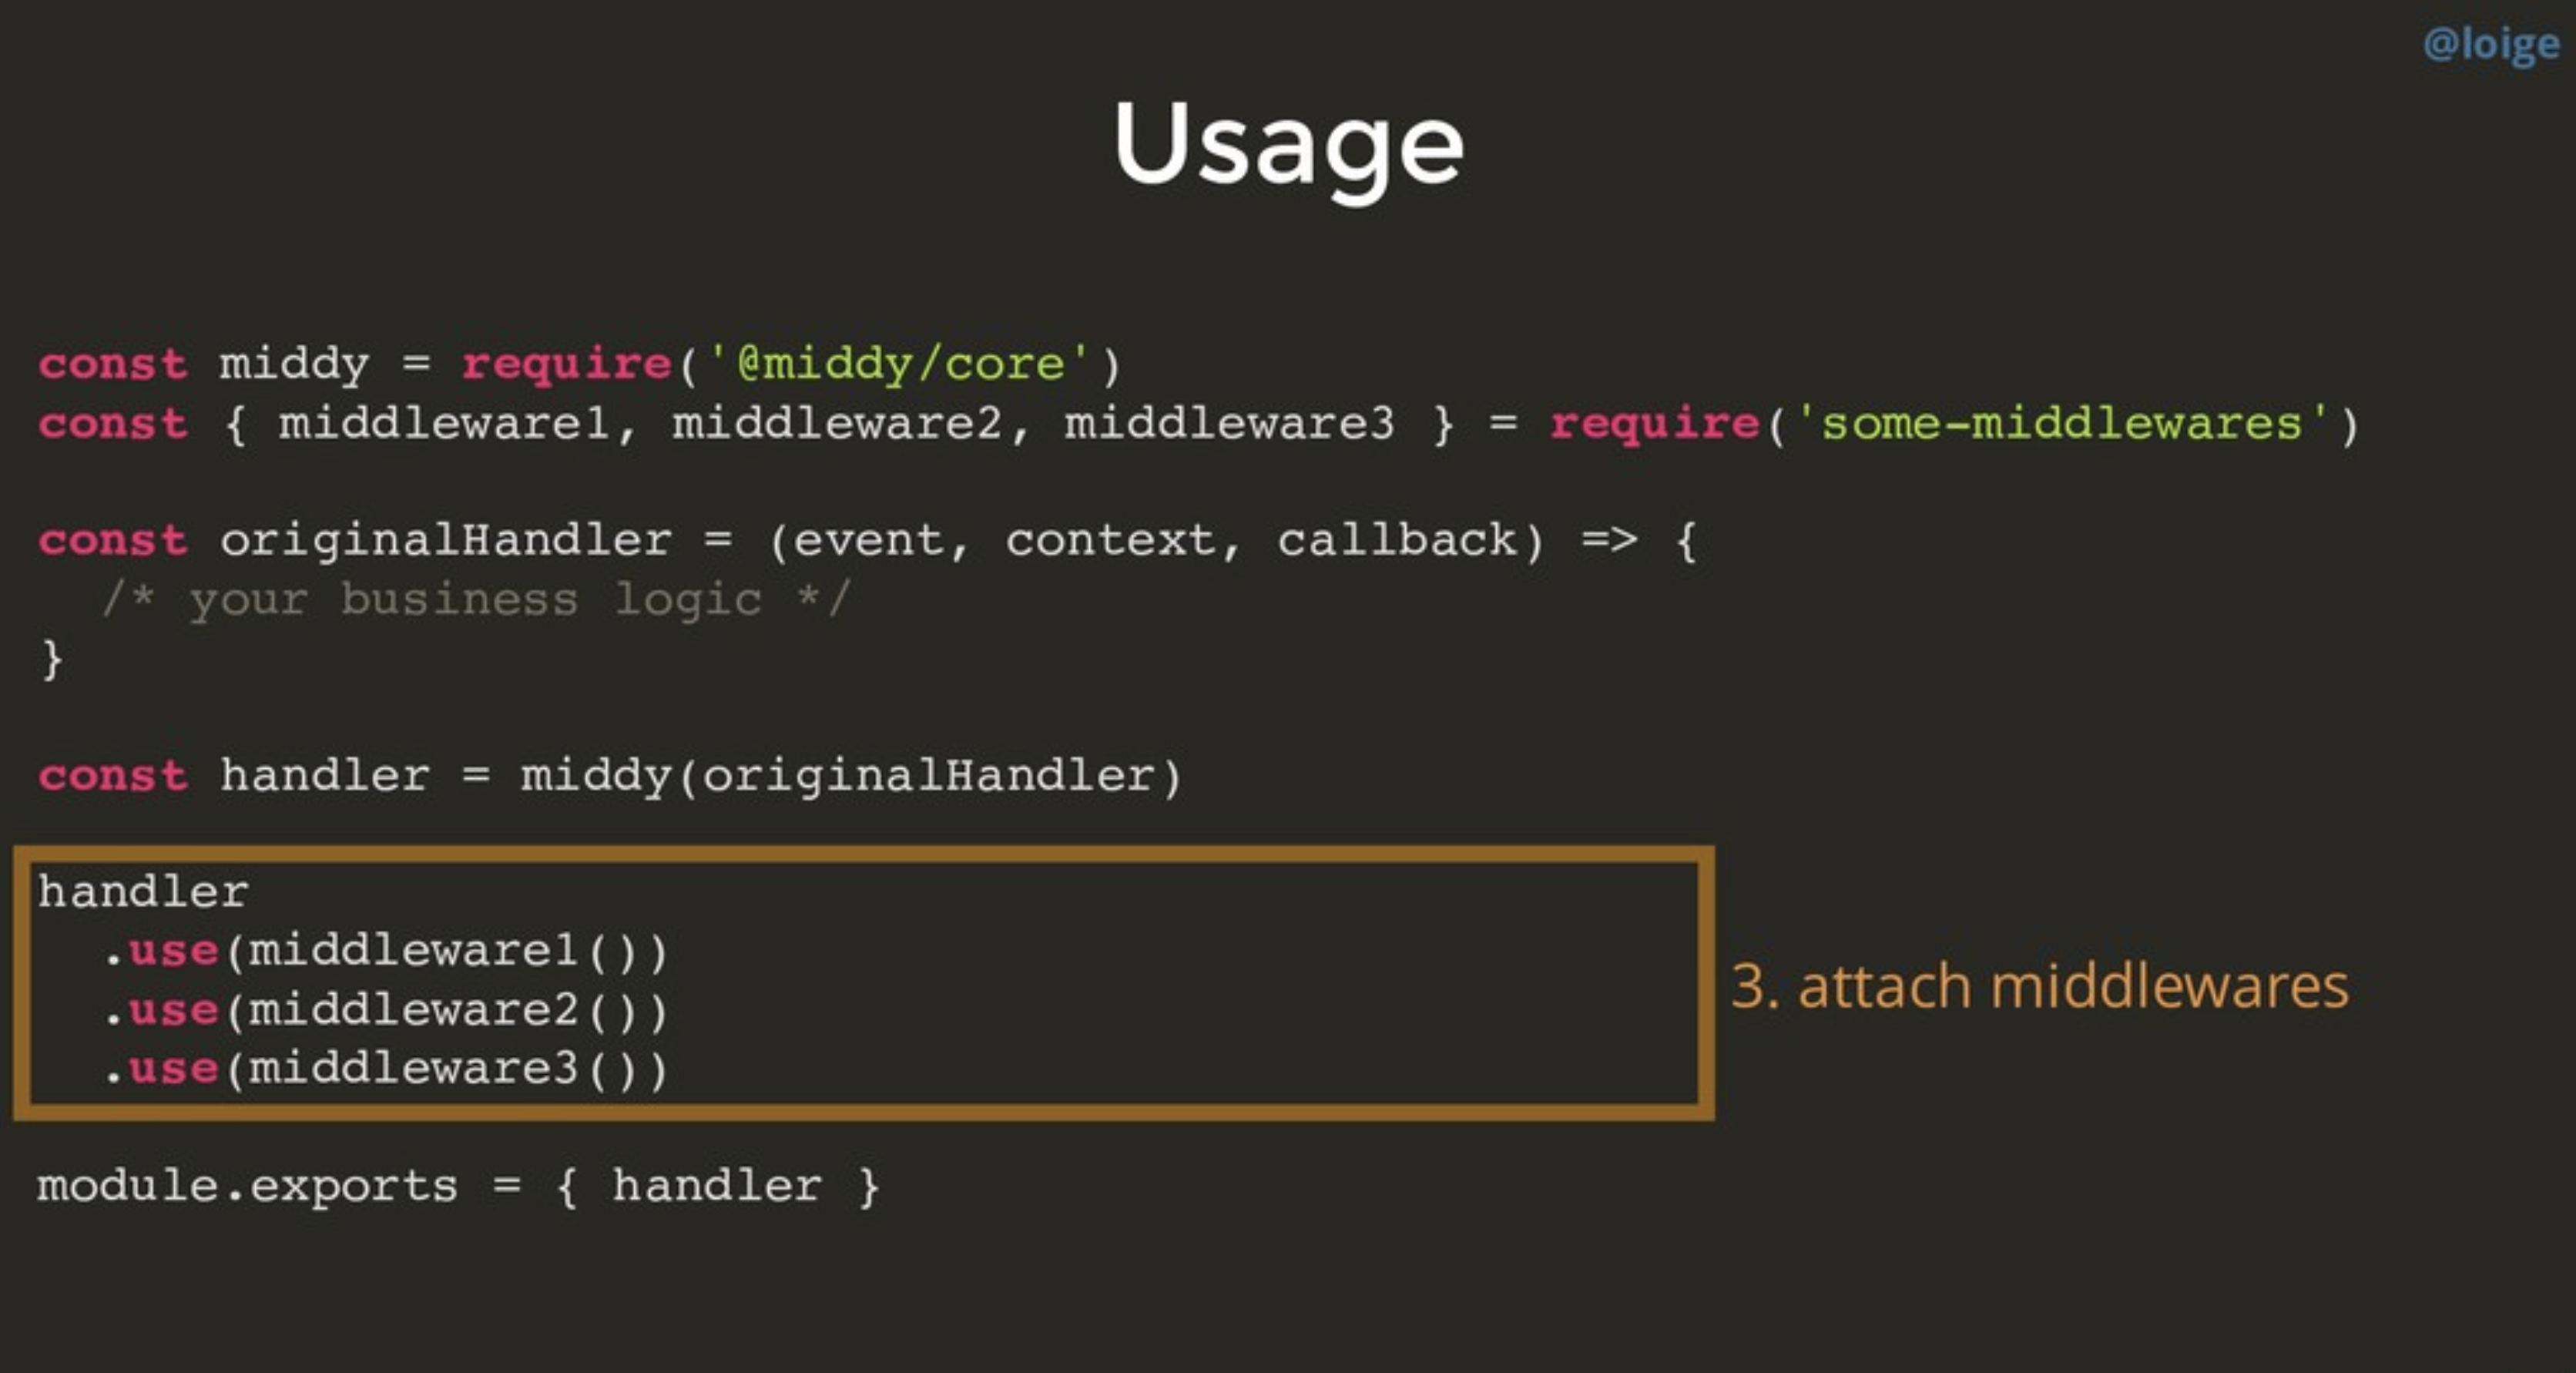 @loige
Usage
const middy = require('@middy/core')
const { middleware1, middleware2, middleware3 } = require('some-middlewares')
const originalHandler = (event, context, callback) => {
  /* your business logic */
}
const handler = middy(originalHandler)
handler
  .use(middleware1())
  .use(middleware2())
  .use(middleware3())
3. attach middlewares
module.exports = { handler }